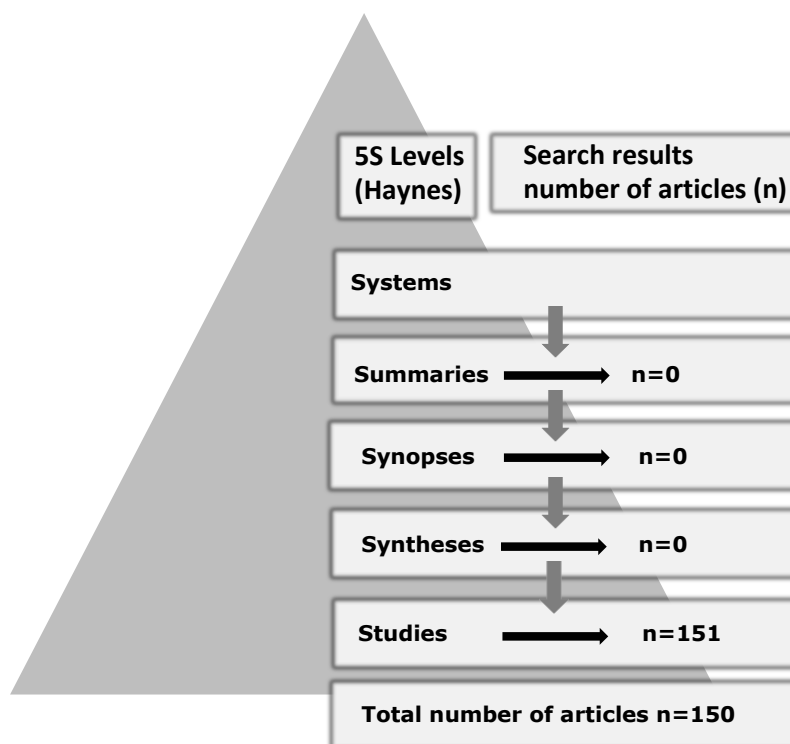 5S Levels
(Haynes)
Search results
number of articles (n)
Systems
Summaries n=0
Synopses n=0
Syntheses n=0
Studies n=151
Total number of articles n=150